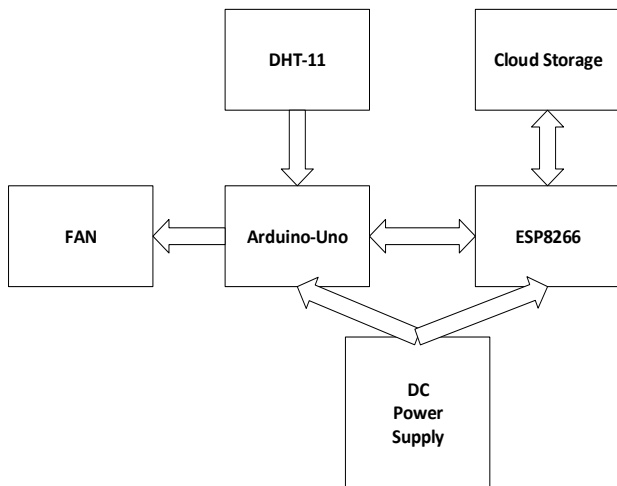 DHT-11
Cloud Storage
FAN
Arduino-Uno
ESP8266
DC
Power
Supply